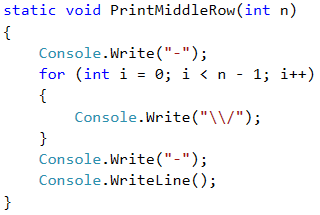 static void PrintMiddleRow(int n)
{
    Console.Write("-");
    for (int i = 0; i < n - 1; i++)
    {
        Console.Write("\\/");
    }
    Console.Write("-");
    Console.WriteLine();
}